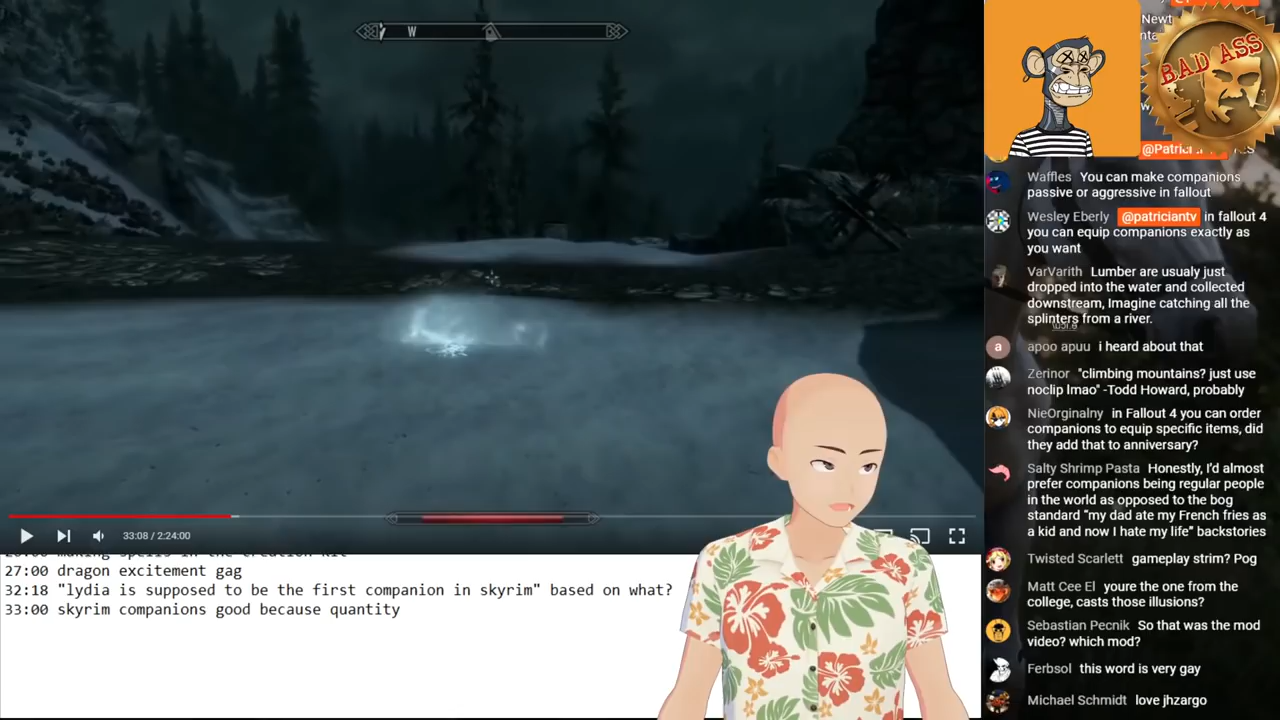 W
33:08 / 2:24:00
27:00 dragon excitement gag
32:18 "lydia is supposed to be the first companion in skyrim" based on what?
33:00 skyrim companions good because quantity
BAD ASS
Newt
Waffles You can make companions
passive or aggressive in fallout
Wesley Eberly @patriciantv in fallout 4
you can equip companions exactly as
you want
VarVarith Lumber are usualy just
dropped into the water and collected
downstream, Imagine catching all the
splinters from a river.
apoo apuu i heard about that
Zerinor "climbing mountains? just use
noclip lmao" -Todd Howard, probably
NieOrginalny in Fallout 4 you can order
companions to equip specific items, did
they add that to anniversary?
Salty Shrimp Pasta Honestly, I'd almost
prefer companions being regular people
in the world as opposed to the bog
standard "my dad ate my French fries as
a kid and now I hate my life" backstories
Twisted Scarlett gameplay strim? Pog
Matt Cee El youre the one from the
college, casts those illusions?
Sebastian Pecnik So that was the mod
video? which mod?
Ferbsol this word is very gay
Michael Schmidt love jhzargo